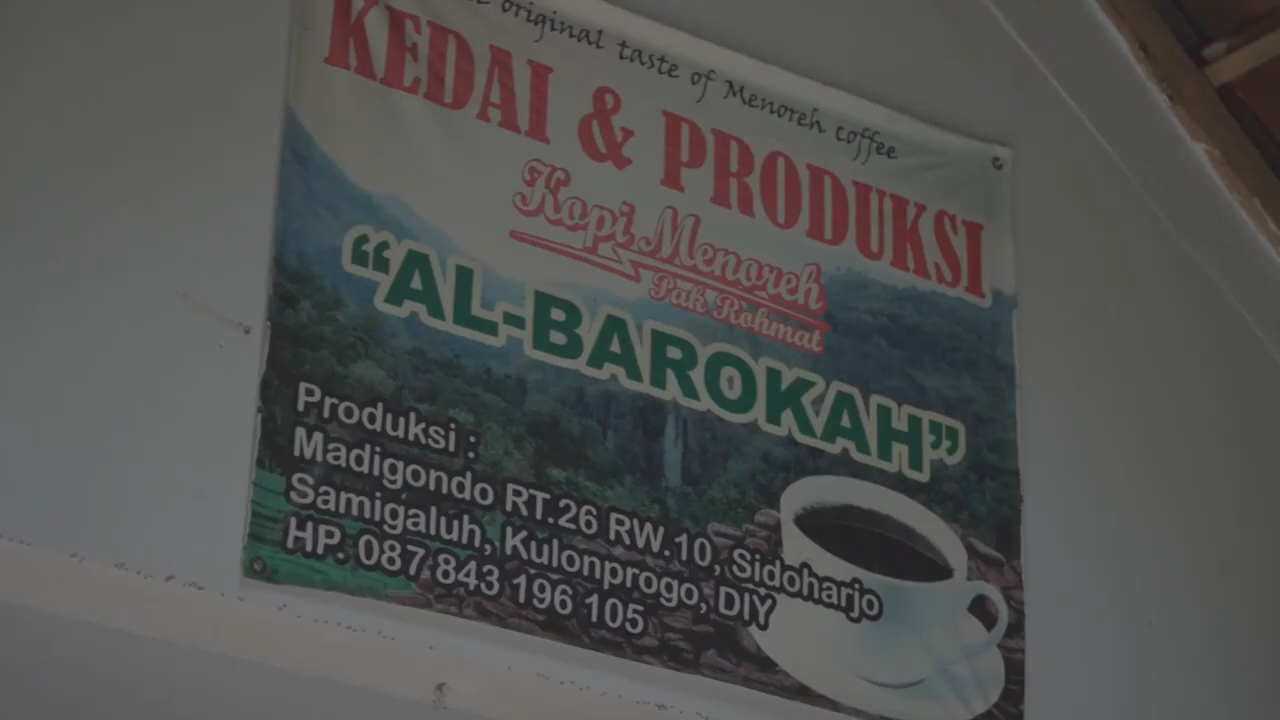 original taste of Menoreh coffee
KEDAI & PRODUKSI
Kopi Menoreh
Pak Rohmat
“AL-BAROKAH”
Produksi :
Madigondo RT.26 RW.10, Sidoharjo
Samigaluh, Kulonprogo, DIY
HP. 087 843 196 105